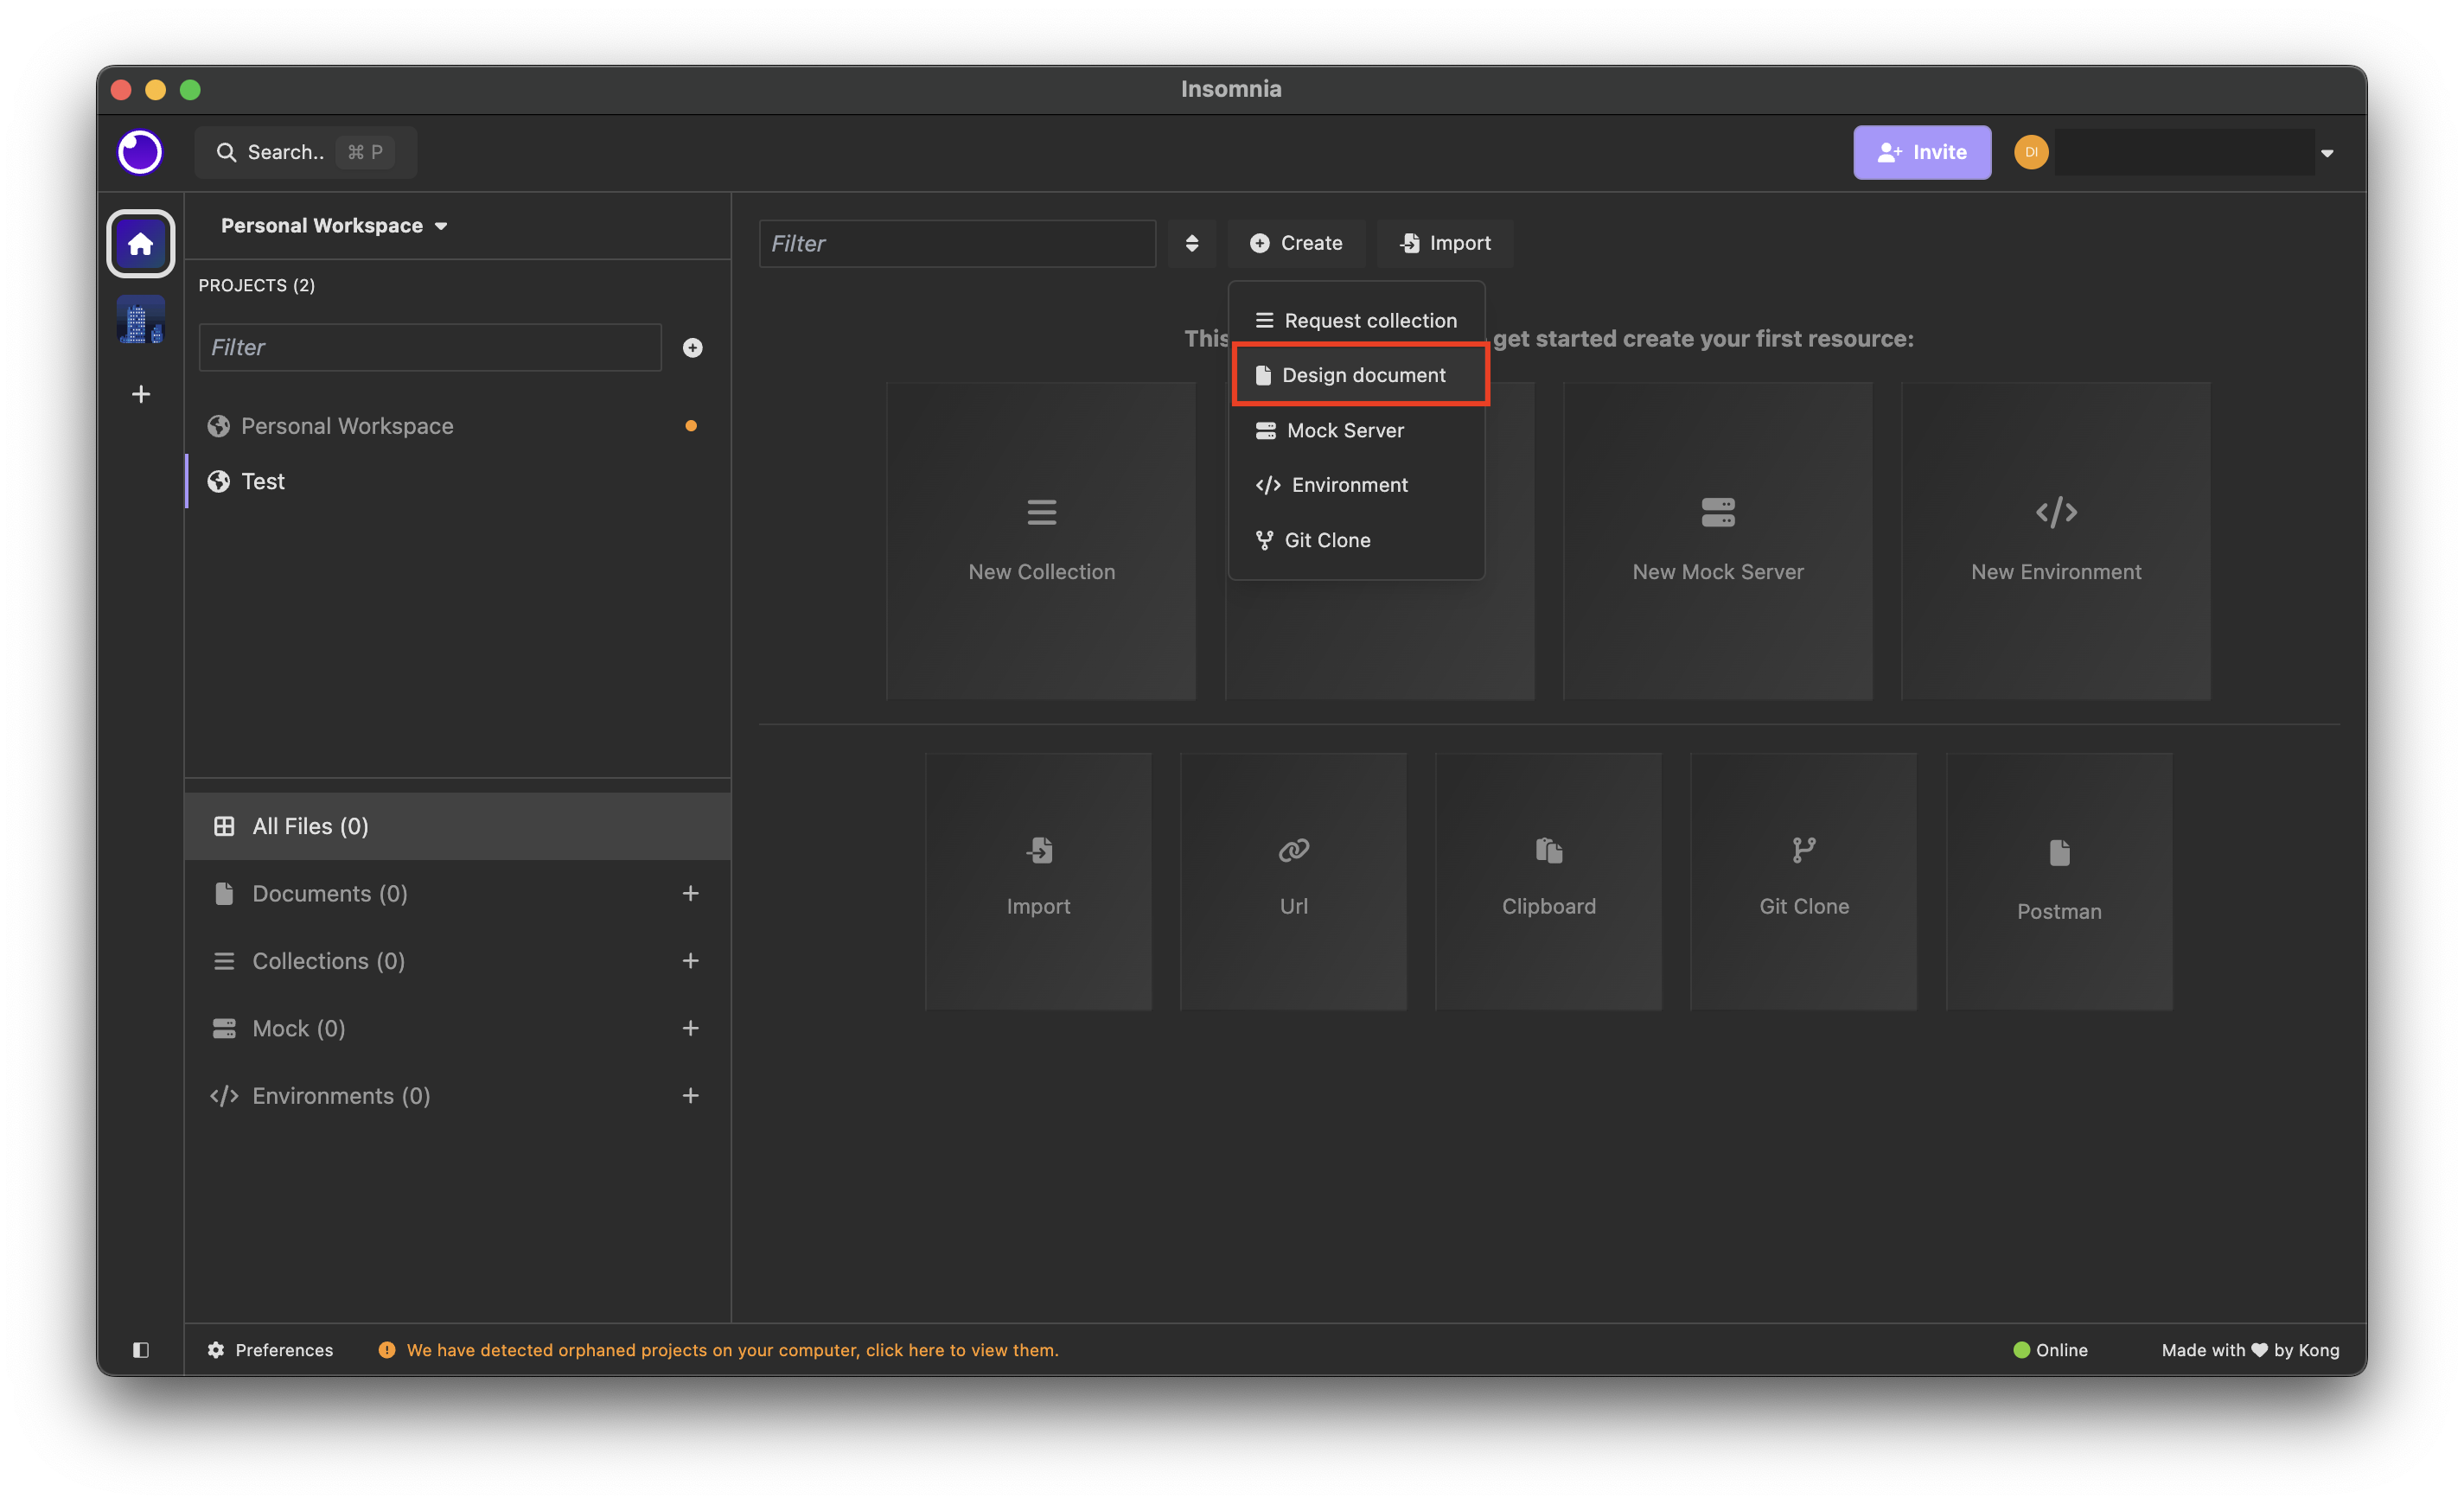 Insomnia
Search.. ⌘ P
Invite
DI
Personal Workspace
PROJECTS (2)
Filter
Personal Workspace
Test
All Files (0)
Documents (0)
Collections (0)
Mock (0)
Environments (0)
Filter
Create
Import
Request collection
Design document
Mock Server
Environment
Git Clone
This
get started create your first resource:
New Collection
New Mock Server
New Environment
Import
Url
Clipboard
Git Clone
Postman
Preferences
We have detected orphaned projects on your computer, click here to view them.
Online
Made with ♥ by Kong